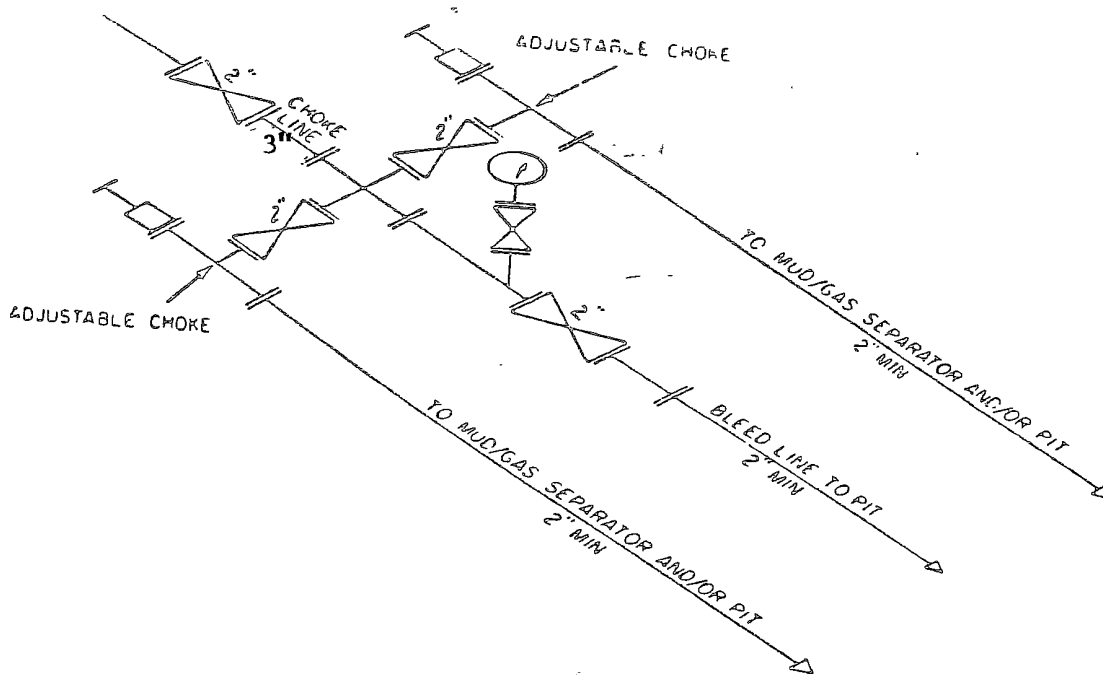 ADJUSTABLE CHOKE
2"
CHOKE
LINE
3"
2"
P
2"
ADJUSTABLE CHOKE
2"
TO MUD/GAS SEPARATOR AND/OR PIT
2" MIN
BLEED LINE TO PIT
2" MIN
TO MUD/GAS SEPARATOR AND/OR PIT
2" MIN